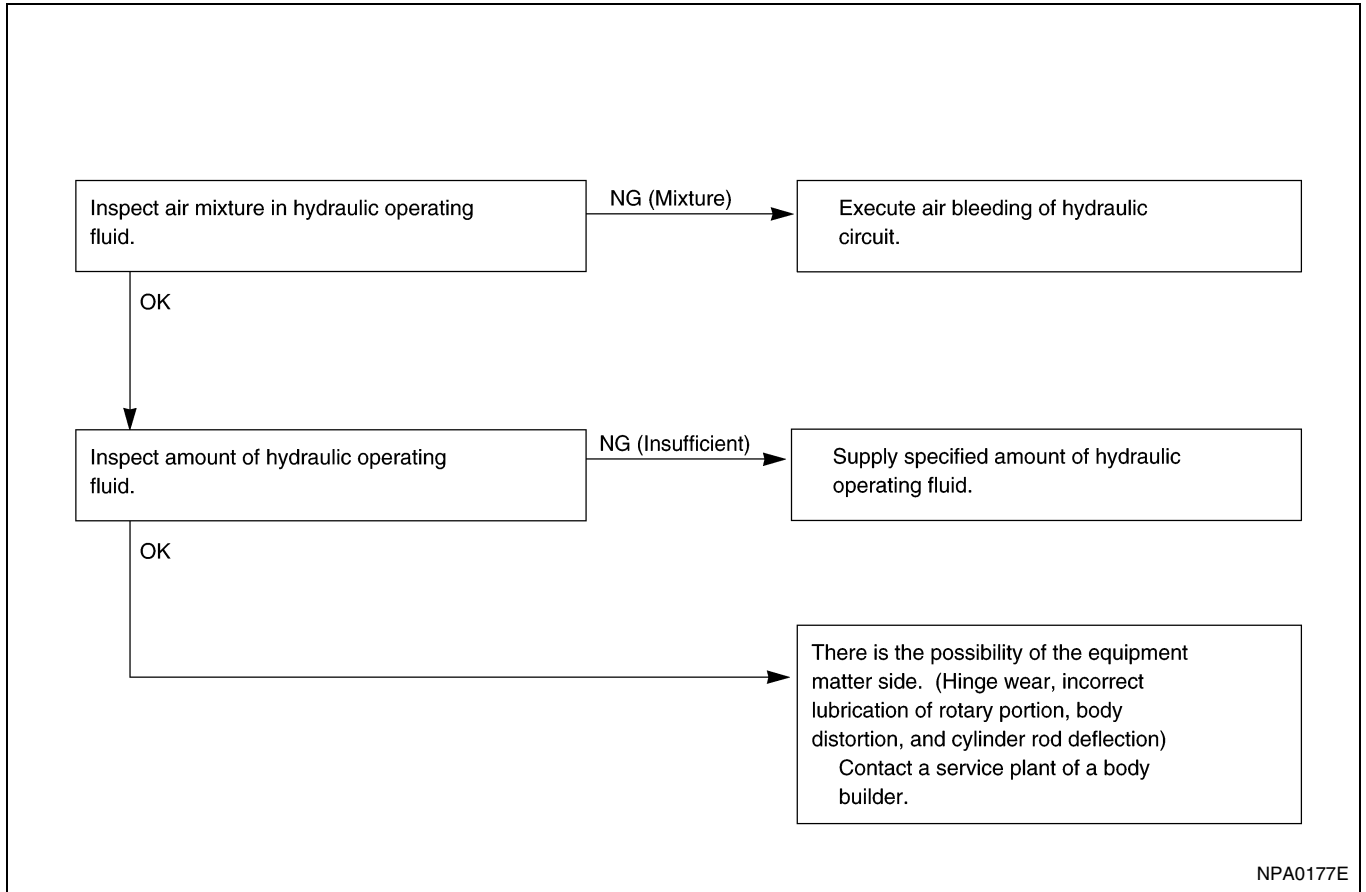 Inspect air mixture in hydraulic operating
fluid.
NG (Mixture)
Execute air bleeding of hydraulic
circuit.
OK
Inspect amount of hydraulic operating
fluid.
NG (Insufficient)
Supply specified amount of hydraulic
operating fluid.
OK
There is the possibility of the equipment
matter side. (Hinge wear, incorrect
lubrication of rotary portion, body
distortion, and cylinder rod deflection)
Contact a service plant of a body
builder.
NPA0177E